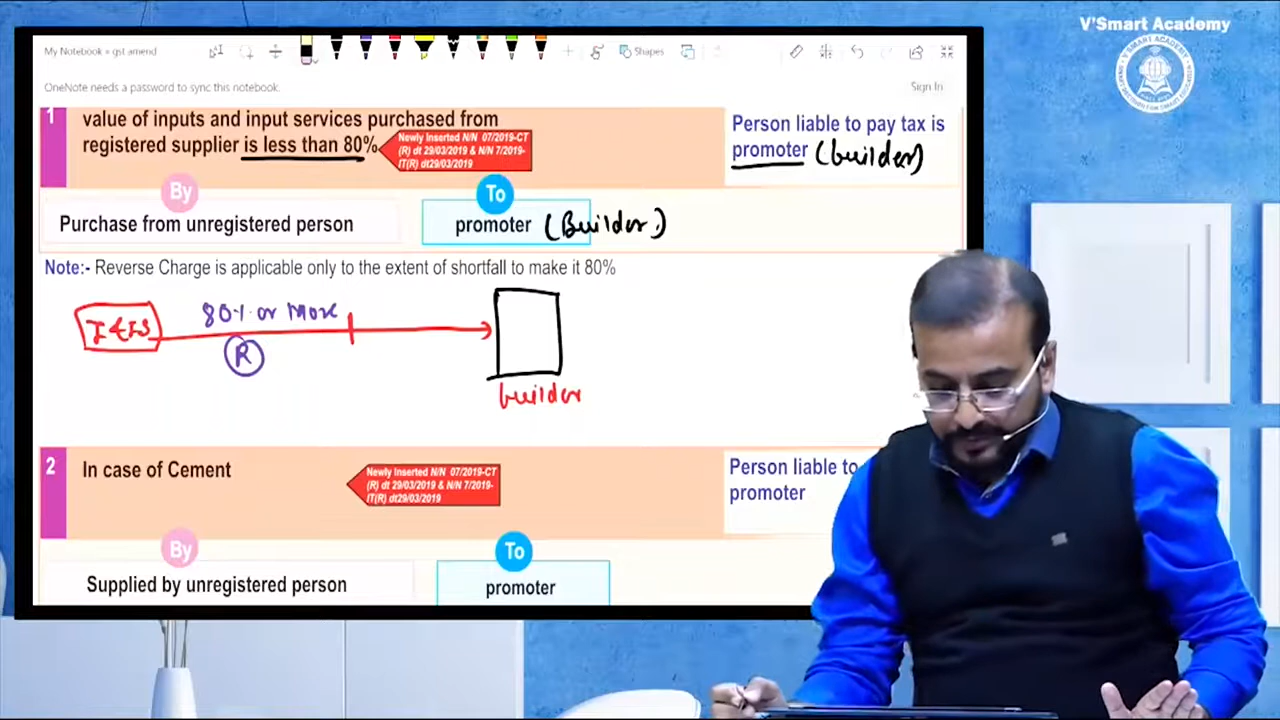 V'Smart Academy
My Notebook » gst amend
Shapes
OneNote needs a password to sync this notebook.
Sign In
1
value of inputs and input services purchased from
registered supplier is less than 80%
Newly Inserted N/N 07/2019-CT
(R) dt 29/03/2019 & N/N 7/2019-
IT(R) dt29/03/2019
Person liable to pay tax is
promoter (builder)
By
To
Purchase from unregistered person
promoter (Builder.)
Note:- Reverse Charge is applicable only to the extent of shortfall to make it 80%
I & IS
80% or More
R
builder
2
In case of Cement
Newly Inserted N/N 07/2019-CT
(R) dt 29/03/2019 & N/N 7/2019-
IT(R) dt29/03/2019
Person liable to
promoter
By
To
Supplied by unregistered person
promoter